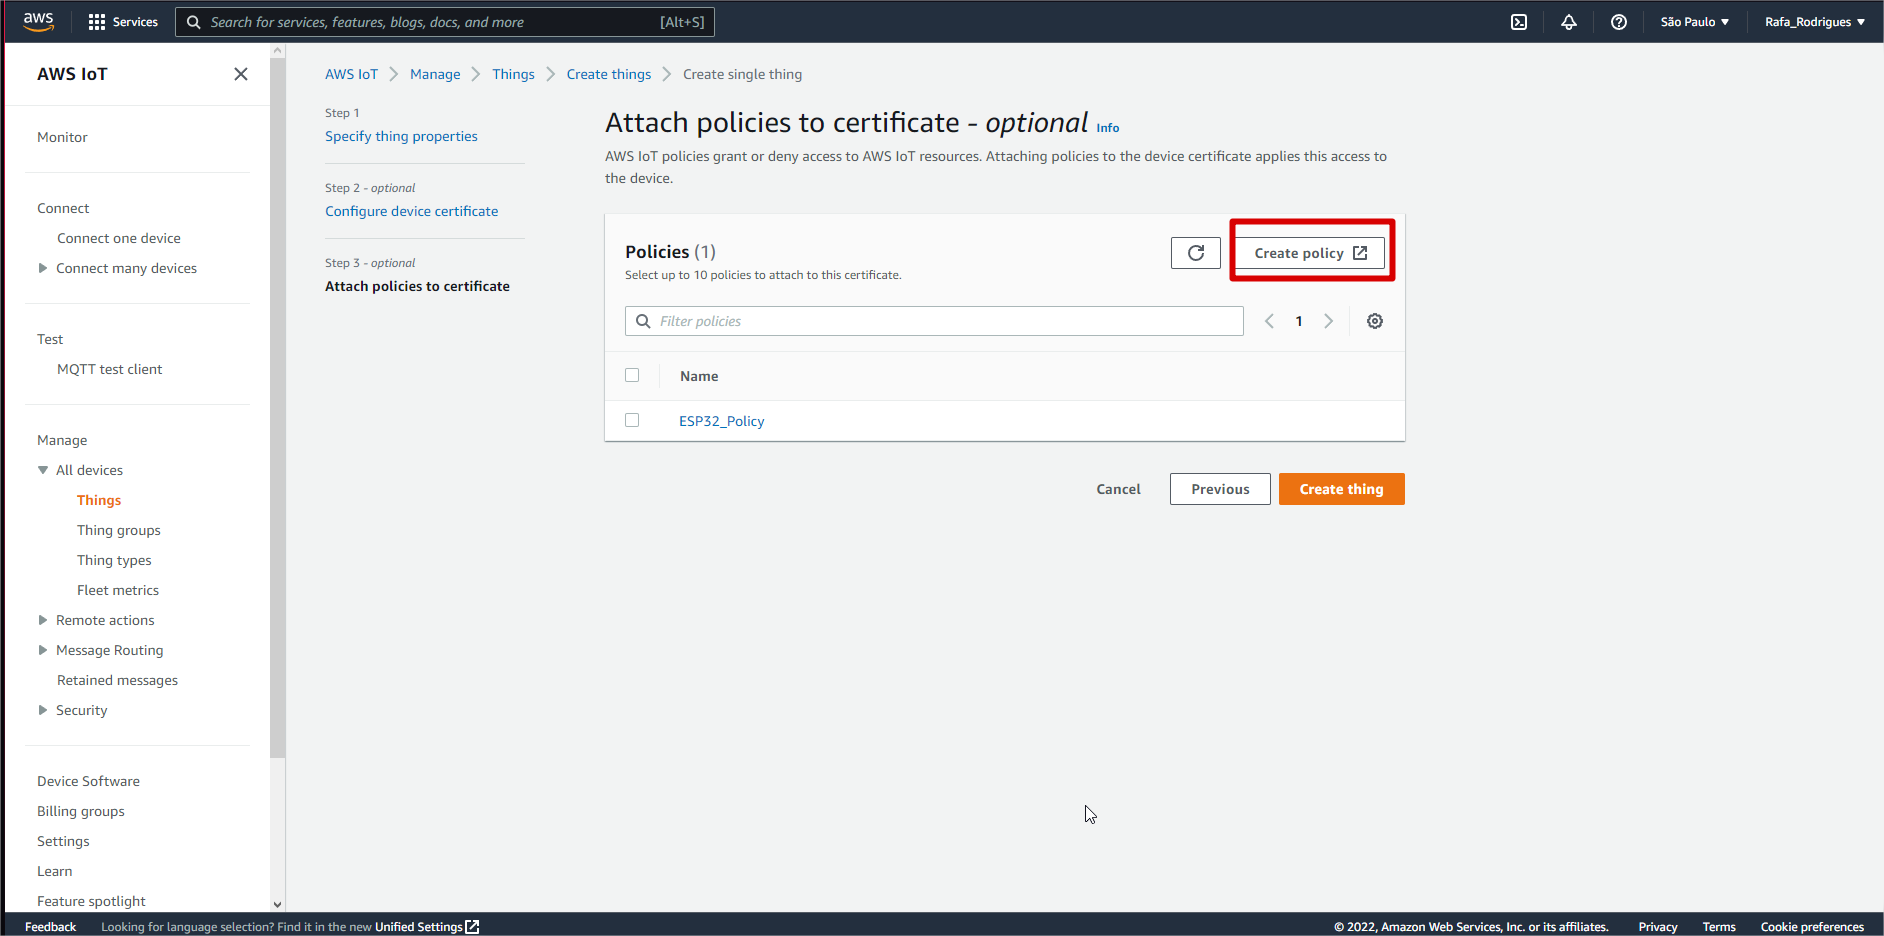 aws
Services
Search for services, features, blogs, docs, and more [Alt+S]
São Paulo
Rafa_Rodrigues
AWS IoT
Monitor
Connect
Connect one device
Connect many devices
Test
MQTT test client
Manage
All devices
Things
Thing groups
Thing types
Fleet metrics
Remote actions
Message Routing
Retained messages
Security
Device Software
Billing groups
Settings
Learn
Feature spotlight
AWS IoT Manage Things Create things Create single thing
Step 1
Specify thing properties
Step 2 - optional
Configure device certificate
Step 3 - optional
Attach policies to certificate
Attach policies to certificate - optional Info
AWS IoT policies grant or deny access to AWS IoT resources. Attaching policies to the device certificate applies this access to
the device.
Policies (1)
Select up to 10 policies to attach to this certificate.
Create policy
Filter policies
1
Name
ESP32_Policy
Cancel
Previous
Create thing
Feedback
Looking for language selection? Find it in the new Unified Settings
© 2022, Amazon Web Services, Inc. or its affiliates.
Privacy
Terms
Cookie preferences